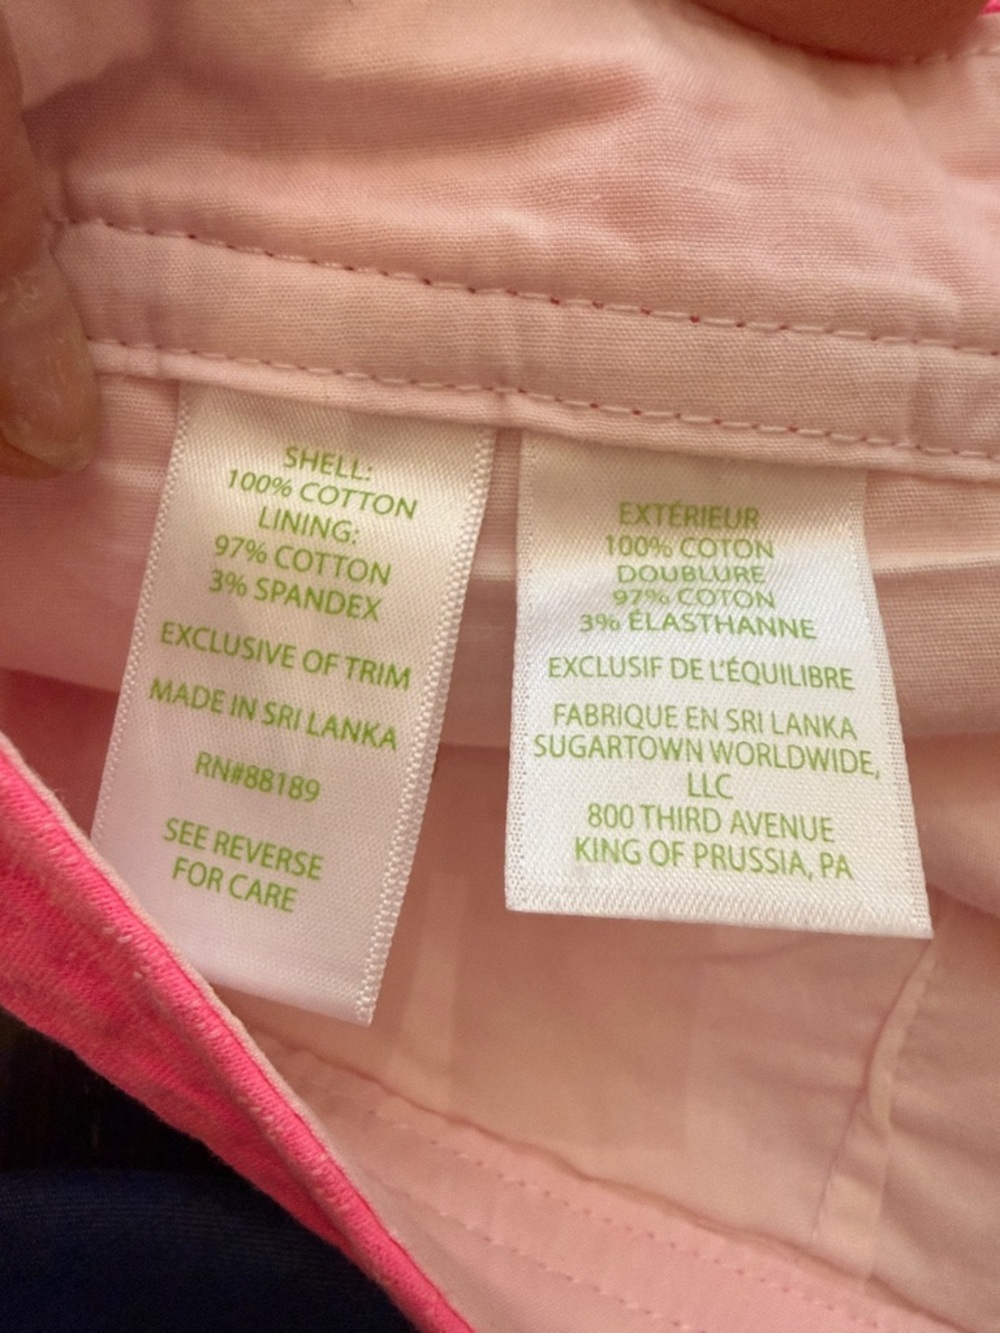 SHELL:
100% COTTON
LINING:
97% COTTON
3% SPANDEX
EXCLUSIVE OF TRIM
MADE IN SRI LANKA
RN#88189
SEE REVERSE
FOR CARE
EXTÉRIEUR
100% COTON
DOUBLURE
97% COTON
3% ÉLASTHANNE
EXCLUSIF DE L'ÉQUILIBRE
FABRIQUE EN SRI LANKA
SUGARTOWN WORLDWIDE,
LLC
800 THIRD AVENUE
KING OF PRUSSIA, PA